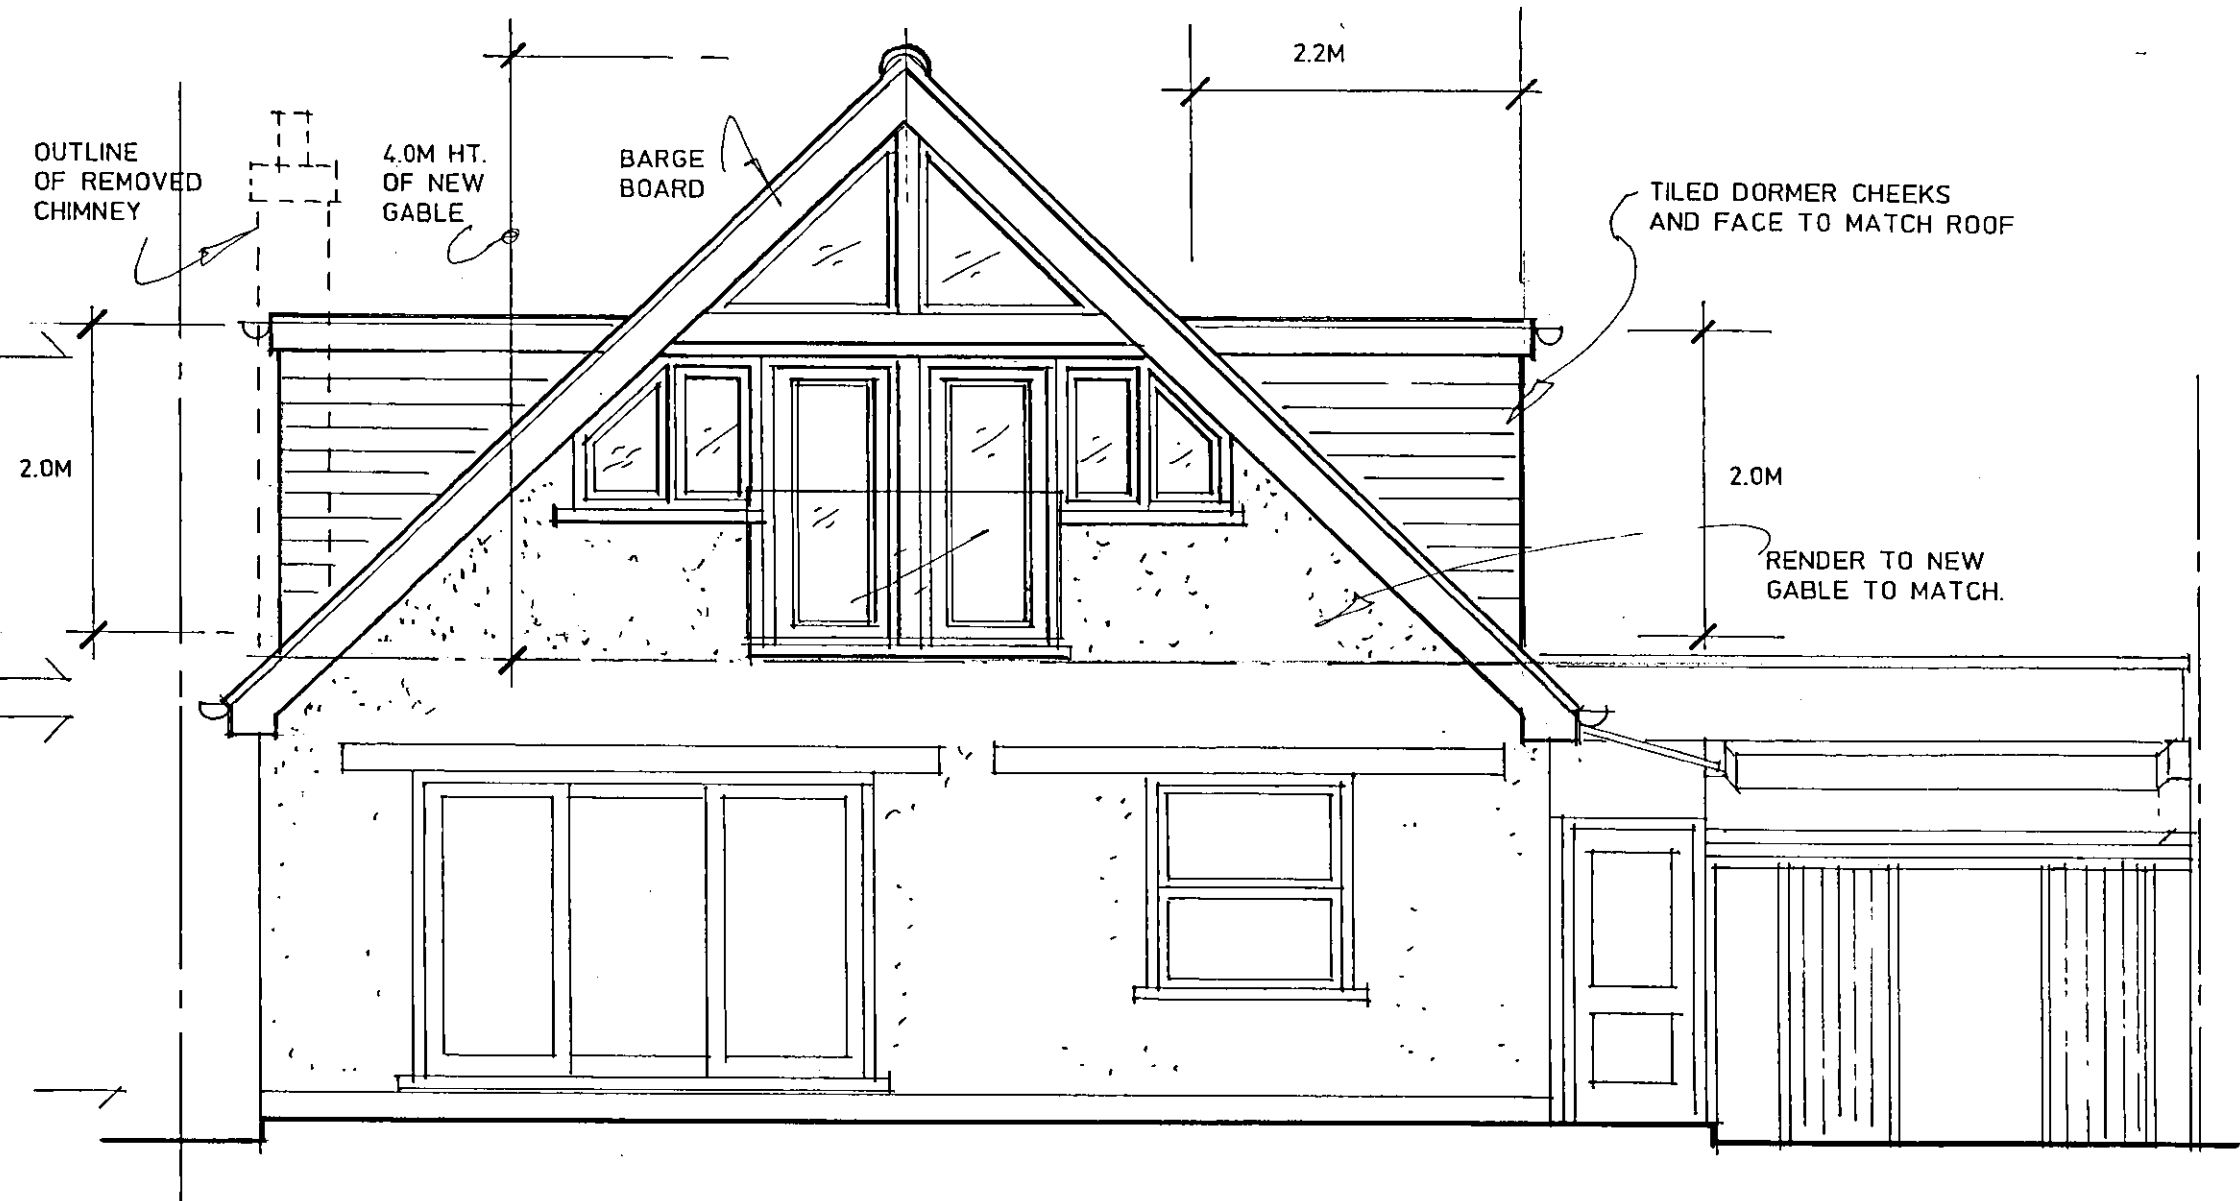 2.2M
OUTLINE
OF REMOVED
CHIMNEY
4.0M HT.
OF NEW
GABLE
BARGE
BOARD
TILED DORMER CHEEKS
AND FACE TO MATCH ROOF
2.0M
2.0M
RENDER TO NEW
GABLE TO MATCH.